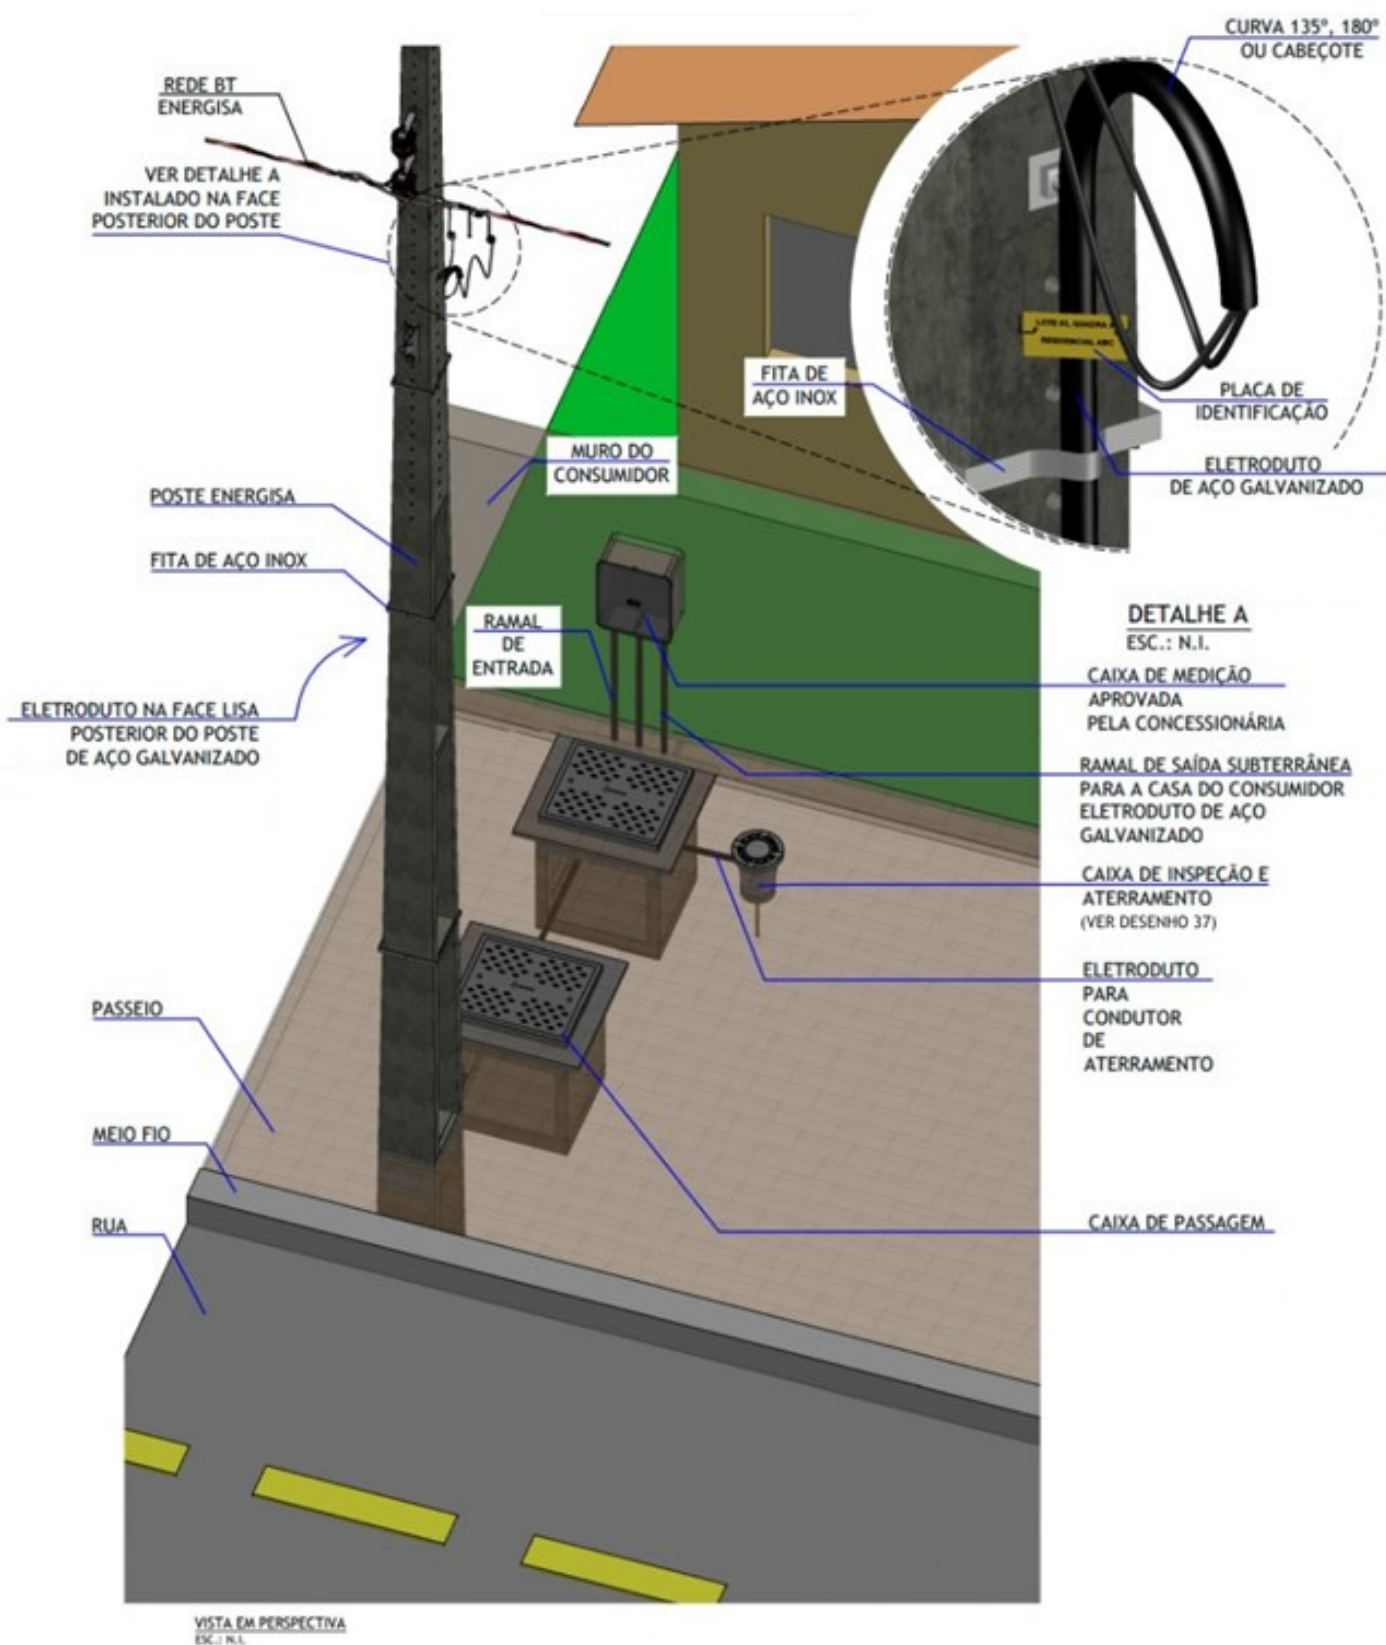 CURVA 135º, 180º
OU CABEÇOTE
REDE BT
ENERGISA
VER DETALHE A
INSTALADO NA FACE
POSTERIOR DO POSTE
FITA DE
AÇO INOX
RESIDENCIAL ABC
PLACA DE
IDENTIFICAÇÃO
ELETRODUTO
DE AÇO GALVANIZADO
MURO DO
CONSUMIDOR
POSTE ENERGISA
FITA DE AÇO INOX
RAMAL
DE
ENTRADA
ELETRODUTO NA FACE LISA
POSTERIOR DO POSTE
DE AÇO GALVANIZADO
DETALHE A
ESC.: N.I.
CAIXA DE MEDIÇÃO
APROVADA
PELA CONCESSIONÁRIA
RAMAL DE SAÍDA SUBTERRÂNEA
PARA A CASA DO CONSUMIDOR
ELETRODUTO DE AÇO
GALVANIZADO
CAIXA DE INSPEÇÃO E
ATERRAMENTO
(VER DESENHO 37)
ELETRODUTO
PARA
CONDUTOR
DE
ATERRAMENTO
PASSEIO
MEIO FIO
RUA
CAIXA DE PASSAGEM
VISTA EM PERSPECTIVA
ESC.: N.I.